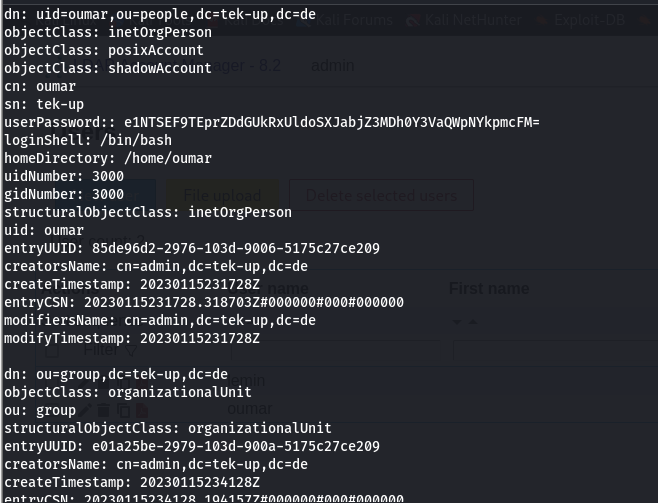 dn: uid=oumar,ou=people,dc=tek-up,dc=de
Kali Forums Kali NetHunter Exploit-DB
objectClass: inetOrgPerson
objectClass: posixAccount
objectClass: shadowAccount
Manager - 8.2 admin
cn: oumar
sn: tek-up
userPassword:: e1NTSEF9TEprZDdGUkRxUldoSXJabjZ3MDh0Y3VaQWpNYkpmcFM=
loginShell: /bin/bash
homeDirectory: /home/oumar
uidNumber: 3000
gidNumber: 3000
File upload Delete selected users
structuralObjectClass: inetOrgPerson
uid: oumar
entryUUID: 85de96d2-2976-103d-9006-5175c27ce209
creatorsName: cn=admin,dc=tek-up,dc=de
createTimestamp: 20230115231728Z
name First name
entryCSN: 20230115231728.318703Z#000000#000#000000
modifiersName: cn=admin,dc=tek-up,dc=de
modifyTimestamp: 20230115231728Z
Filter
dn: ou=group,dc=tek-up,dc=de
objectClass: organizationalUnit
ou: group
oumar
structuralObjectClass: organizationalUnit
entryUUID: e01a25be-2979-103d-900a-5175c27ce209
creatorsName: cn=admin,dc=tek-up,dc=de
createTimestamp: 20230115234128Z
entryCSN: 20230115234128.194157Z#000000#000#000000